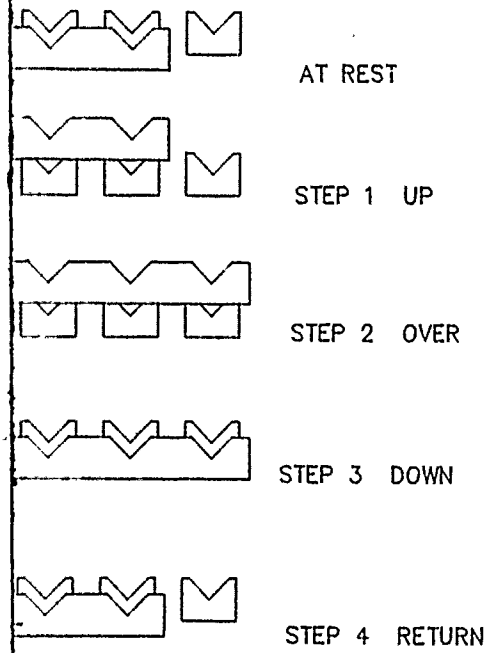 AT REST
STEP 1 UP
STEP 2 OVER
STEP 3 DOWN
STEP 4 RETURN